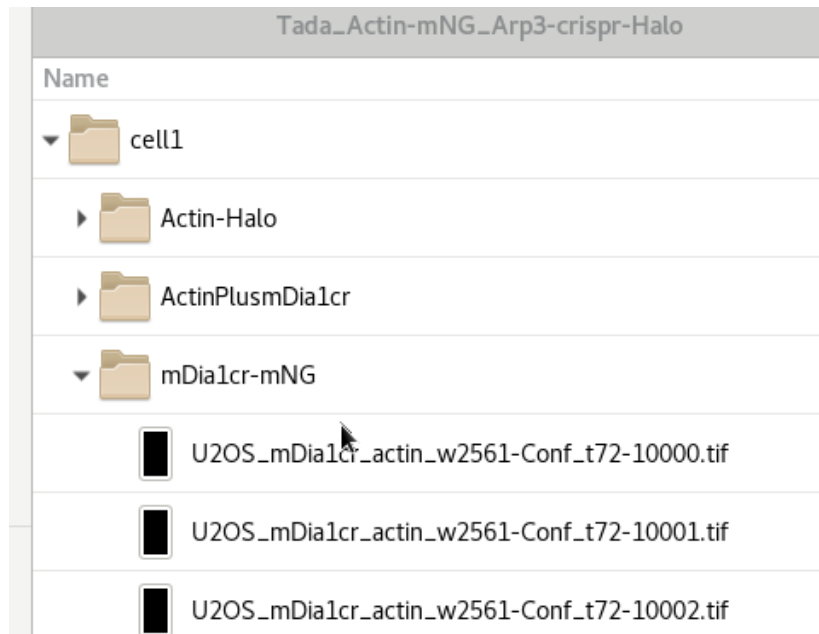 Tada_Actin-mNG_Arp3-crispr-Halo
Name
cell1
Actin-Halo
ActinPlusmDia1cr
mDia1cr-mNG
U2OS_mDia1cr_actin_w2561-Conf_t72-10000.tif
U2OS_mDia1cr_actin_w2561-Conf_t72-10001.tif
U2OS_mDia1cr_actin_w2561-Conf_t72-10002.tif